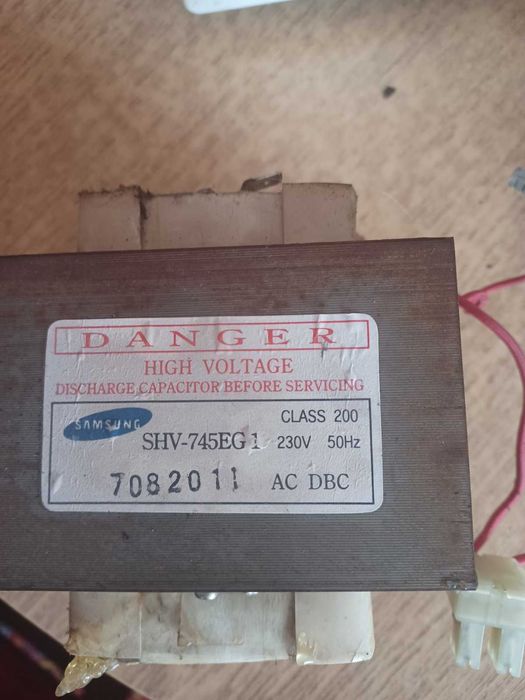 DANGER
HIGH VOLTAGE
DISCHARGE CAPACITOR BEFORE SERVICING
SAMSUNG
CLASS 200
SHV-745EG1 230V 50Hz
7082011 AC DBC